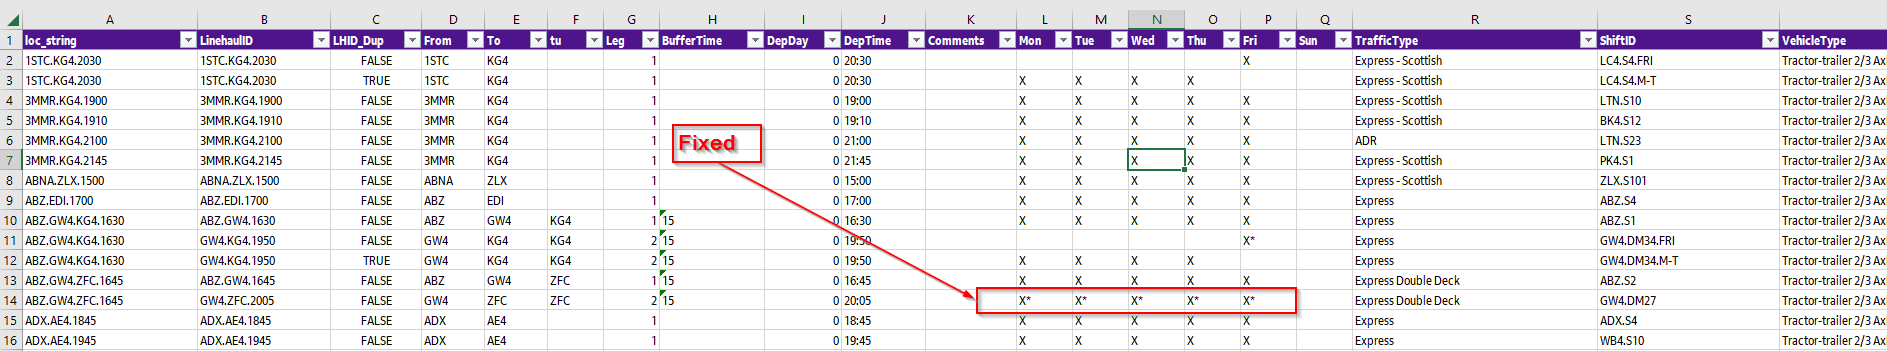 A B C D E F G H I J K L M N O P Q R S
1 loc_string LinehaulID LHID_Dup From To tu Leg BufferTime DepDay DepTime Comments Mon Tue Wed Thu Fri Sun TrafficType ShiftID VehicleType
2 1STC.KG4.2030 1STC.KG4.2030 FALSE 1STC KG4 1 0 20:30 X Express - Scottish LC4.S4.FRI Tractor-trailer 2/3 Ax
3 1STC.KG4.2030 1STC.KG4.2030 TRUE 1STC KG4 1 0 20:30 X X X X Express - Scottish LC4.S4.M-T Tractor-trailer 2/3 Ax
4 3MMR.KG4.1900 3MMR.KG4.1900 FALSE 3MMR KG4 1 0 19:00 X X X X X Express - Scottish LTN.S10 Tractor-trailer 2/3 Ax
5 3MMR.KG4.1910 3MMR.KG4.1910 FALSE 3MMR KG4 1 0 19:10 X X X X X Express - Scottish BK4.S12 Tractor-trailer 2/3 Ax
6 3MMR.KG4.2100 3MMR.KG4.2100 FALSE 3MMR KG4 1 0 21:00 X X X X X ADR LTN.S23 Tractor-trailer 2/3 Ax
Fixed
7 3MMR.KG4.2145 3MMR.KG4.2145 FALSE 3MMR KG4 1 0 21:45 X X X X X Express - Scottish PK4.S1 Tractor-trailer 2/3 Ax
8 ABNA.ZLX.1500 ABNA.ZLX.1500 FALSE ABNA ZLX 1 0 15:00 X X X X X Express - Scottish ZLX.S101 Tractor-trailer 2/3 Ax
9 ABZ.EDI.1700 ABZ.EDI.1700 FALSE ABZ EDI 1 0 17:00 X X X X X Express ABZ.S4 Tractor-trailer 2/3 Ax
10 ABZ.GW4.KG4.1630 ABZ.GW4.1630 FALSE ABZ GW4 KG4 1 15 0 16:30 X X X X X Express ABZ.S1 Tractor-trailer 2/3 Ax
11 ABZ.GW4.KG4.1630 GW4.KG4.1950 FALSE GW4 KG4 KG4 2 15 0 19:50 X* Express GW4.DM34.FRI Tractor-trailer 2/3 Ax
12 ABZ.GW4.KG4.1630 GW4.KG4.1950 TRUE GW4 KG4 KG4 2 15 0 19:50 X X X X Express GW4.DM34.M-T Tractor-trailer 2/3 Ax
13 ABZ.GW4.ZFC.1645 ABZ.GW4.1645 FALSE ABZ GW4 ZFC 1 15 0 16:45 X X X X X Express Double Deck ABZ.S2 Tractor-trailer 2/3 Ax
14 ABZ.GW4.ZFC.1645 GW4.ZFC.2005 FALSE GW4 ZFC ZFC 2 15 0 20:05 X* X* X* X* X* Express Double Deck GW4.DM27 Tractor-trailer 2/3 Ax
15 ADX.AE4.1845 ADX.AE4.1845 FALSE ADX AE4 1 0 18:45 X X X X X Express ADX.S4 Tractor-trailer 2/3 Ax
16 ADX.AE4.1945 ADX.AE4.1945 FALSE ADX AE4 1 0 19:45 X X X X X Express WB4.S10 Tractor-trailer 2/3 Ax